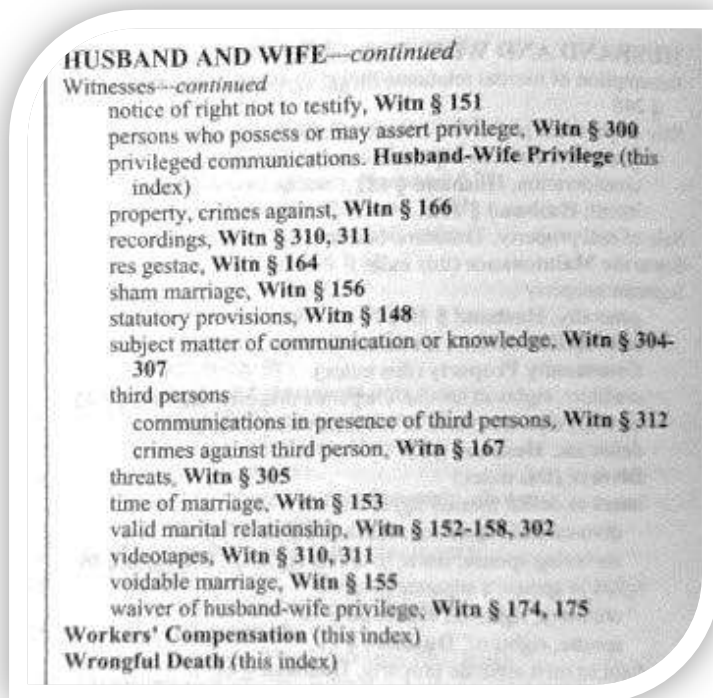 HUSBAND AND WIFE—continued
Witnesses—continued
notice of right not to testify, Witn § 151
persons who possess or may assert privilege, Witn § 300
privileged communications. Husband-Wife Privilege (this
index)
property, crimes against, Witn § 166
recordings, Witn § 310, 311
res gestae, Witn § 164
sham marriage, Witn § 156
statutory provisions, Witn § 148
subject matter of communication or knowledge, Witn § 304-
307
third persons
communications in presence of third persons, Witn § 312
crimes against third person, Witn § 167
threats, Witn § 305
time of marriage, Witn § 153
valid marital relationship, Witn § 152-158, 302
videotapes, Witn § 310, 311
voidable marriage, Witn § 155
waiver of husband-wife privilege, Witn § 174, 175
Workers' Compensation (this index)
Wrongful Death (this index)